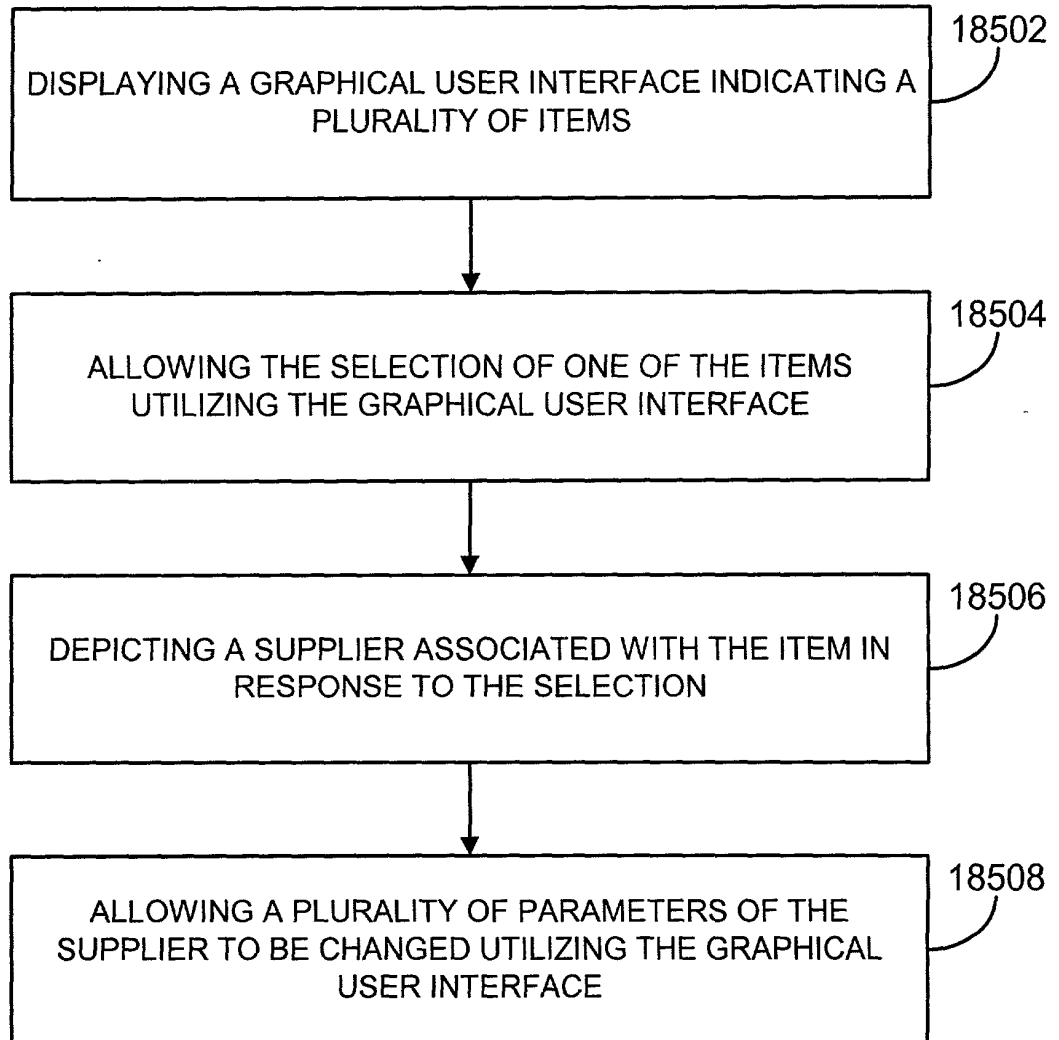 18502
DISPLAYING A GRAPHICAL USER INTERFACE INDICATING A
PLURALITY OF ITEMS
18504
ALLOWING THE SELECTION OF ONE OF THE ITEMS
UTILIZING THE GRAPHICAL USER INTERFACE
18506
DEPICTING A SUPPLIER ASSOCIATED WITH THE ITEM IN
RESPONSE TO THE SELECTION
18508
ALLOWING A PLURALITY OF PARAMETERS OF THE
SUPPLIER TO BE CHANGED UTILIZING THE GRAPHICAL
USER INTERFACE